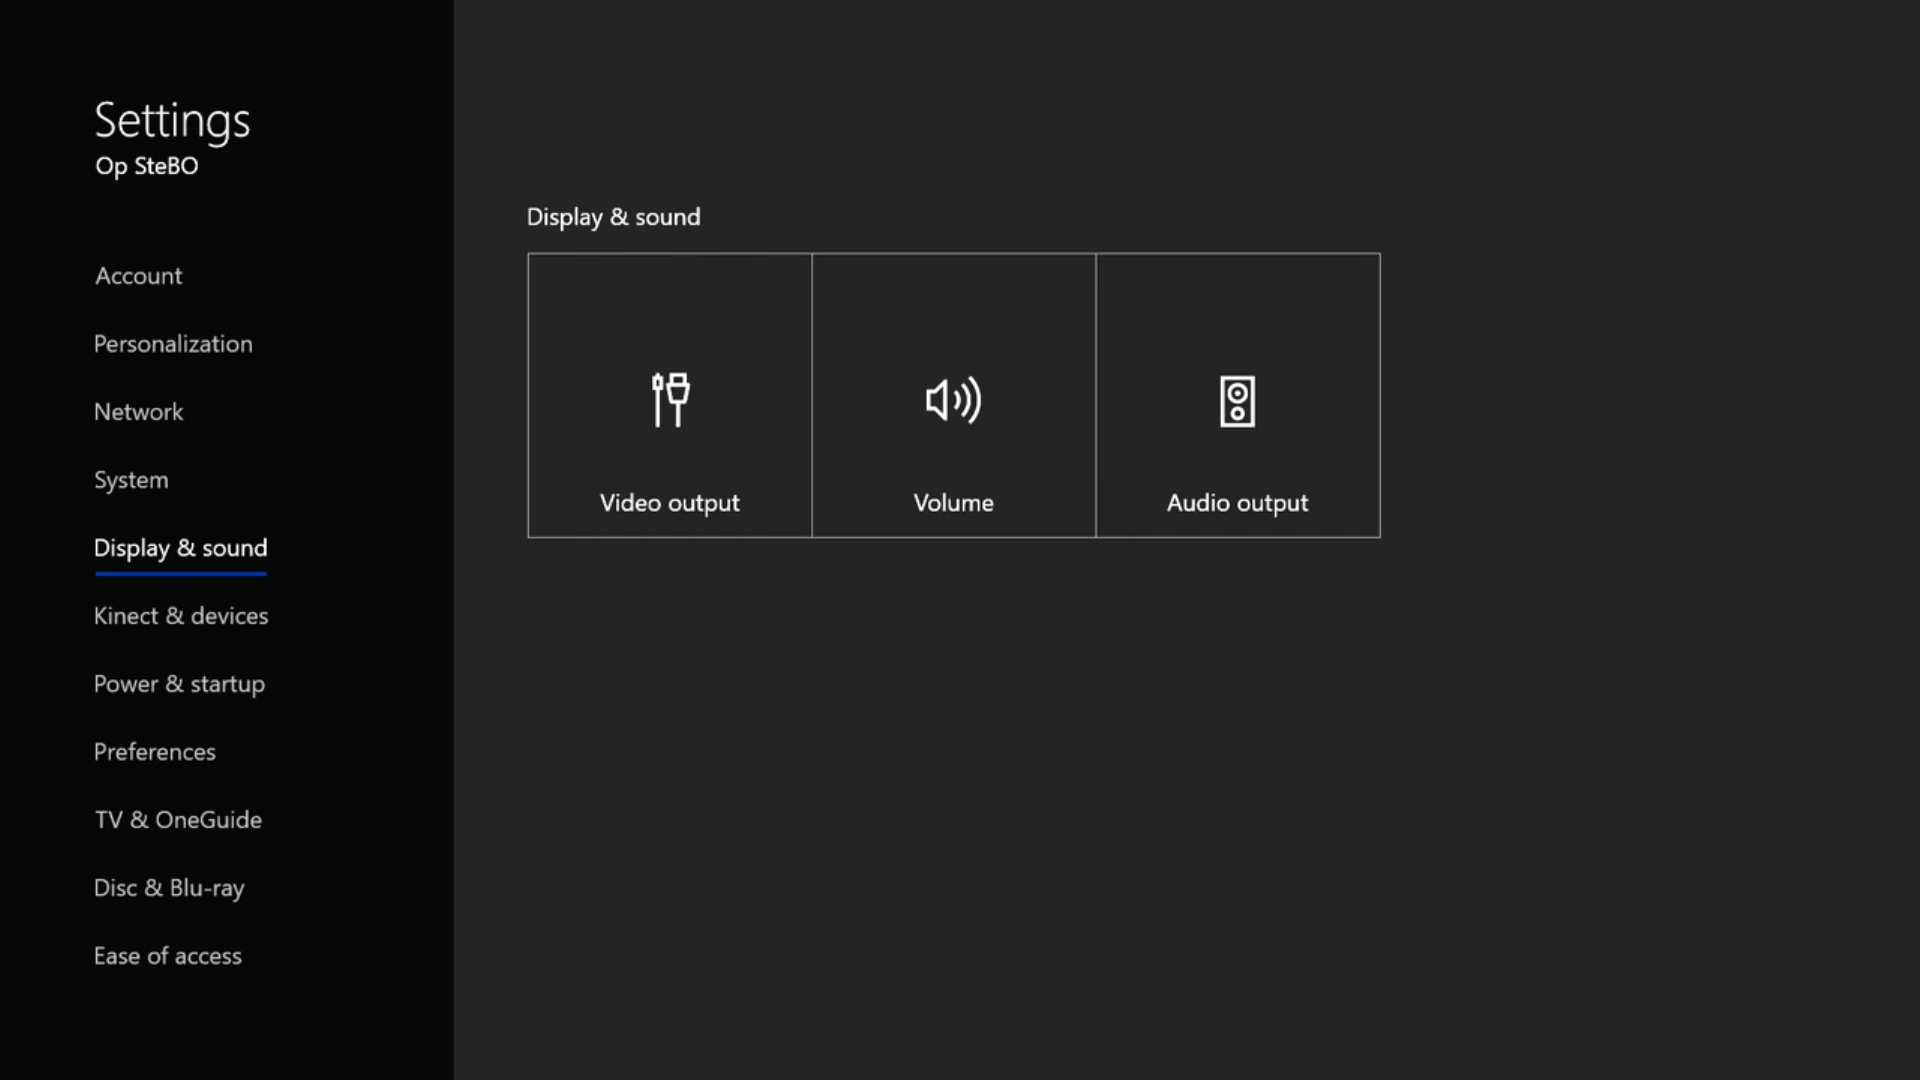 Settings
Op SteBO
Account
Personalization
Network
System
Display & sound
Kinect & devices
Power & startup
Preferences
TV & OneGuide
Disc & Blu-ray
Ease of access
Display & sound
Video output
Volume
Audio output